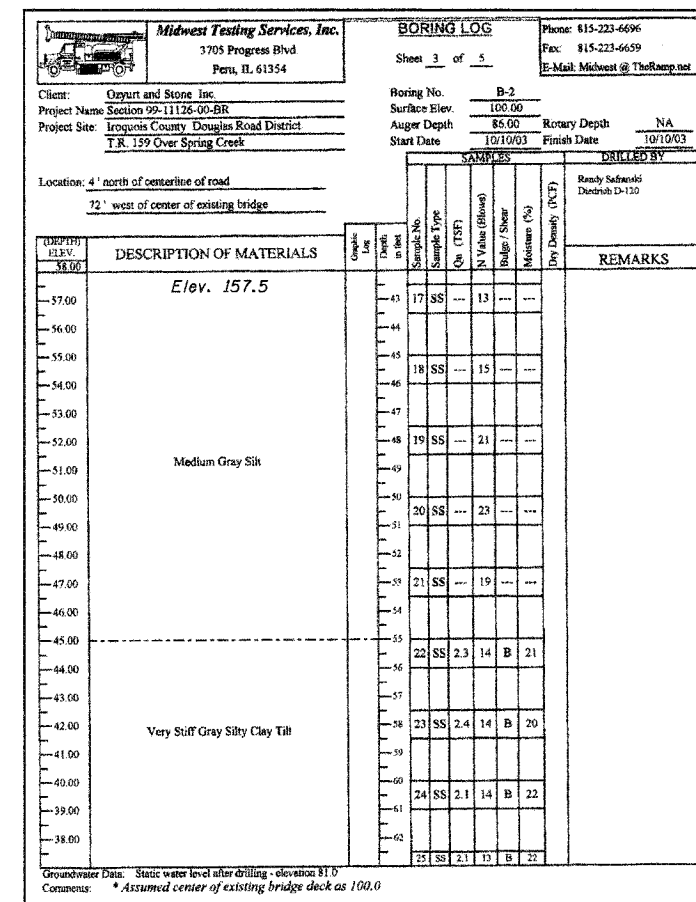 Midwest Testing Services, Inc.
3705 Progress Blvd
Peru, IL 61354
BORING LOG
Sheet 3 of 5
Phone: 815-223-6696
Fax: 815-223-6659
E-Mail: Midwest @ TheRamp.net
Client: Ozyurt and Stone Inc.
Project Name Section 99-11126-00-BR
Project Site: Iroquois County Douglas Road District
T.R. 159 Over Spring Creek
Boring No. B-2
Surface Elev. 100.00
Auger Depth 86.00 Rotary Depth NA
Start Date 10/10/03 Finish Date 10/10/03
Location: 4' north of centerline of road
72' west of center of existing bridge
SAMPLES
DRILLED BY
Randy Safranski
Diedrich D-120
(DEPTH)
ELEV.
58.00
DESCRIPTION OF MATERIALS
Graphic Log
Depth in feet
Sample No.
Sample Type
Qu (TSF)
N Value (Blows)
Bulge / Shear
Moisture (%)
Dry Density (PCF)
REMARKS
Elev. 157.5
57.00 43 17 SS --- 13 --- ---
56.00 44
55.00 45
18 SS --- 15 --- ---
54.00 46
53.00 47
52.00 48 19 SS --- 21 --- ---
Medium Gray Silt
51.00 49
50.00 50
20 SS --- 23 --- ---
49.00 51
48.00 52
47.00 53 21 SS --- 19 --- ---
46.00 54
45.00 55
22 SS 2.3 14 B 21
44.00 56
43.00 57
42.00 58 23 SS 2.4 14 B 20
Very Stiff Gray Silty Clay Till
41.00 59
40.00 60
24 SS 2.1 14 B 22
39.00 61
38.00 62
25 SS 2.1 13 B 22
Groundwater Data: Static water level after drilling - elevation 81.0
Comments: * Assumed center of existing bridge deck as 100.0